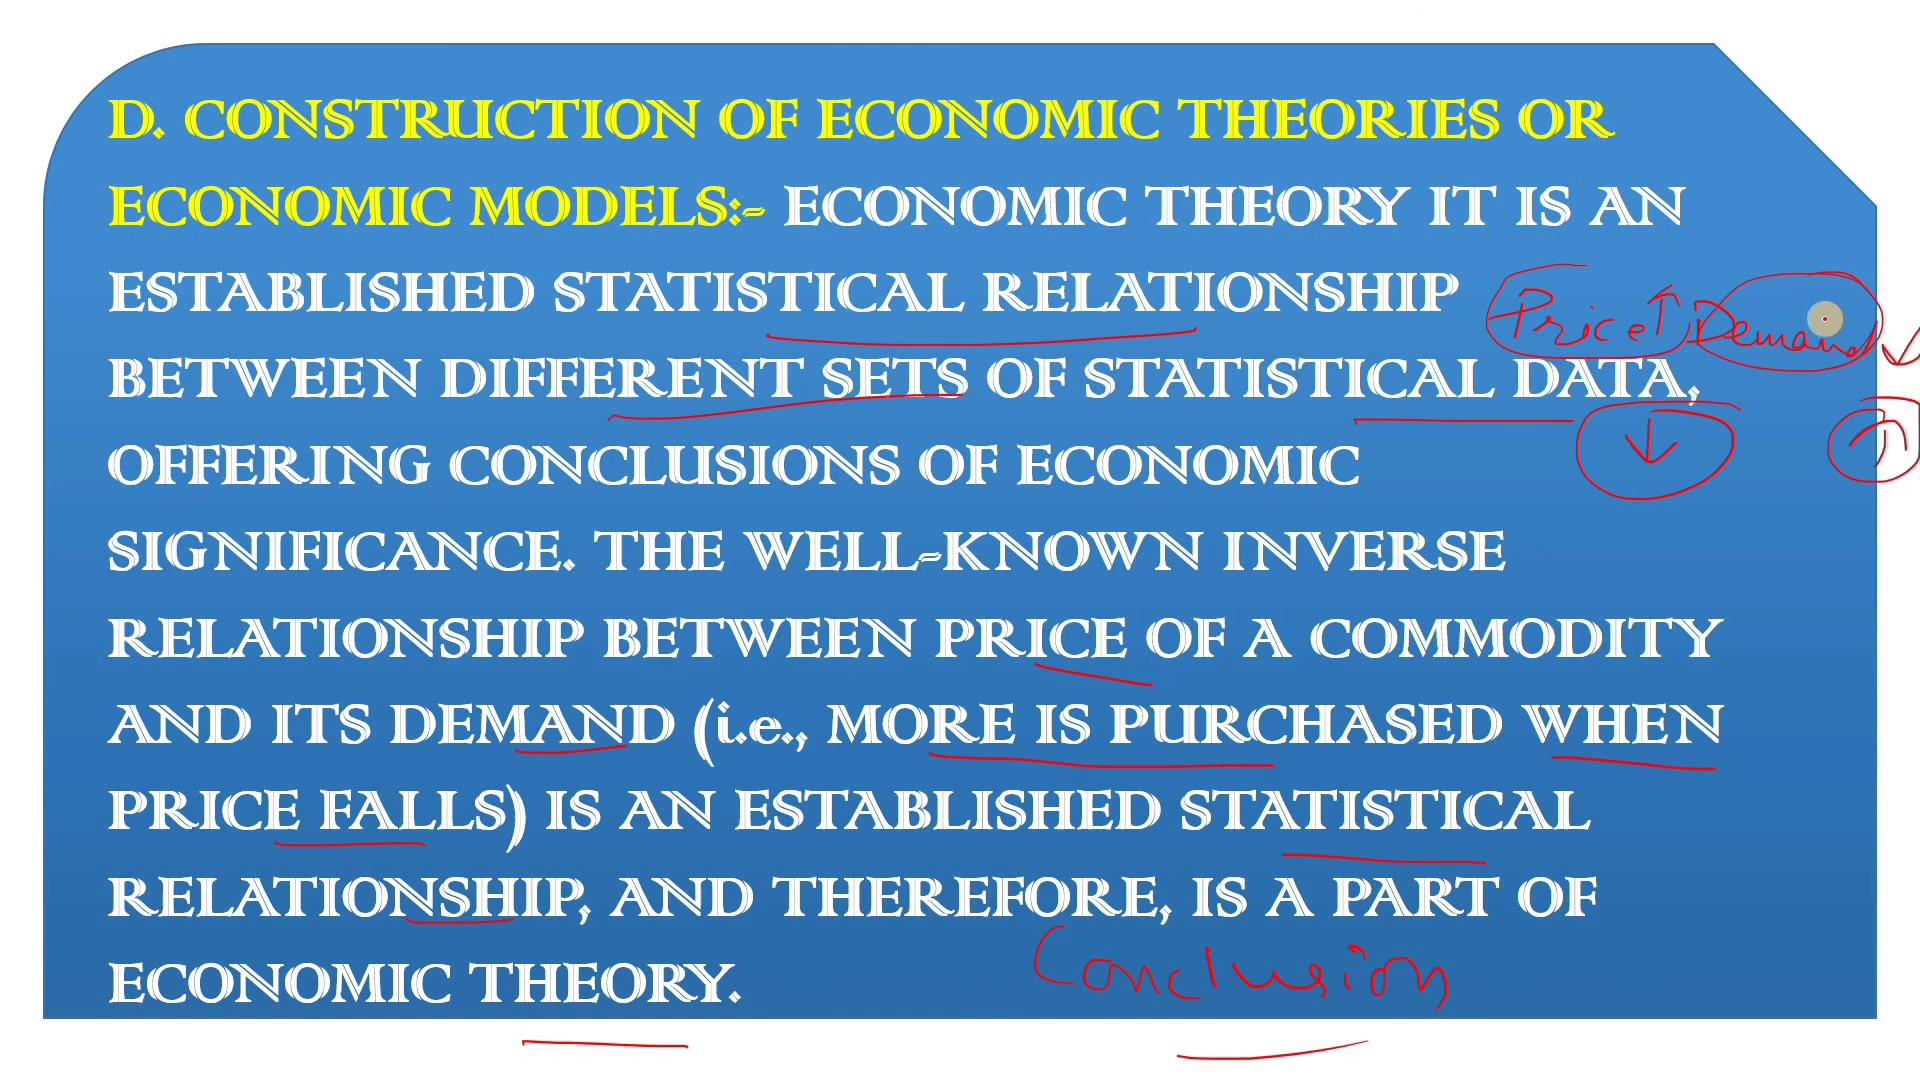 D. CONSTRUCTION OF ECONOMIC THEORIES OR
ECONOMIC MODELS:- ECONOMIC THEORY IT IS AN
ESTABLISHED STATISTICAL RELATIONSHIP
Price↑ Demand ↓
BETWEEN DIFFERENT SETS OF STATISTICAL DATA,
↓ ↑
OFFERING CONCLUSIONS OF ECONOMIC
SIGNIFICANCE. THE WELL-KNOWN INVERSE
RELATIONSHIP BETWEEN PRICE OF A COMMODITY
AND ITS DEMAND (i.e., MORE IS PURCHASED WHEN
PRICE FALLS) IS AN ESTABLISHED STATISTICAL
RELATIONSHIP, AND THEREFORE, IS A PART OF
ECONOMIC THEORY.
Conclusion